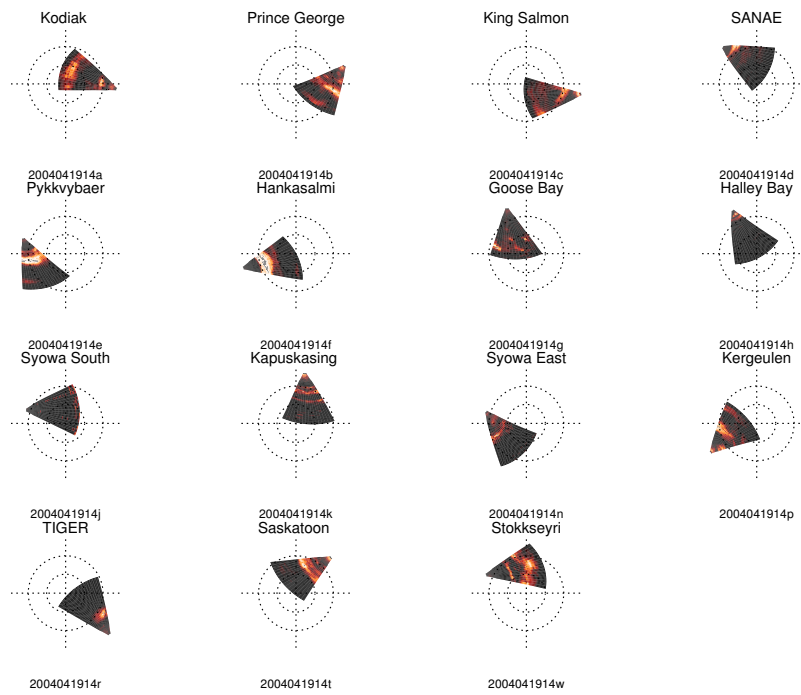 Kodiak Prince George King Salmon SANAE
2004041914a 2004041914b 2004041914c 2004041914d
Pykkvybaer Hankasalmi Goose Bay Halley Bay
2004041914e 2004041914f 2004041914g 2004041914h
Syowa South Kapuskasing Syowa East Kergeulen
2004041914j 2004041914k 2004041914n 2004041914p
TIGER Saskatoon Stokkseyri
2004041914r 2004041914t 2004041914w